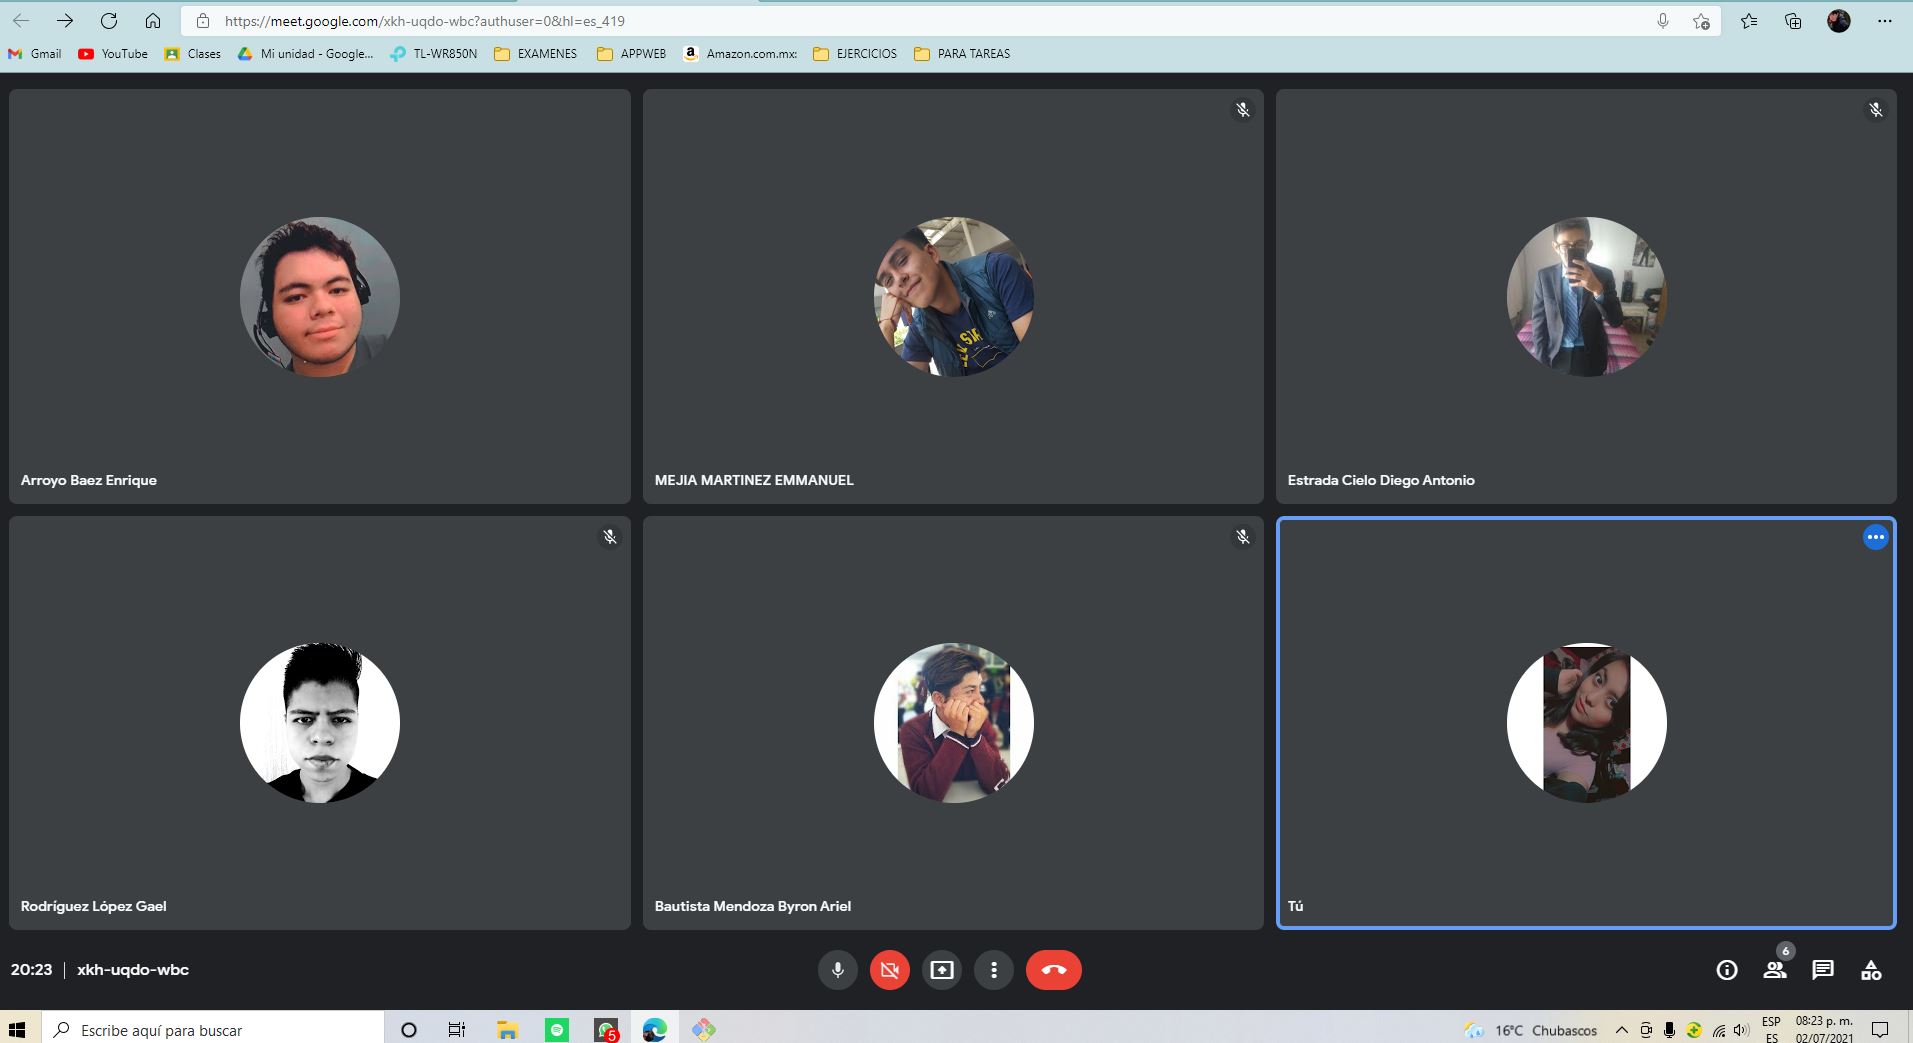 https://meet.google.com/xkh-uqdo-wbc?authuser=0&hl=es_419
Gmail YouTube Clases Mi unidad - Google... TL-WR850N EXAMENES APPWEB Amazon.com.mx: EJERCICIOS PARA TAREAS
Arroyo Baez Enrique
MEJIA MARTINEZ EMMANUEL
Estrada Cielo Diego Antonio
Rodríguez López Gael
Bautista Mendoza Byron Ariel
Tú
20:23 | xkh-uqdo-wbc
6
Escribe aquí para buscar
5
16°C Chubascos
ESP
ES
08:23 p. m.
02/07/2021